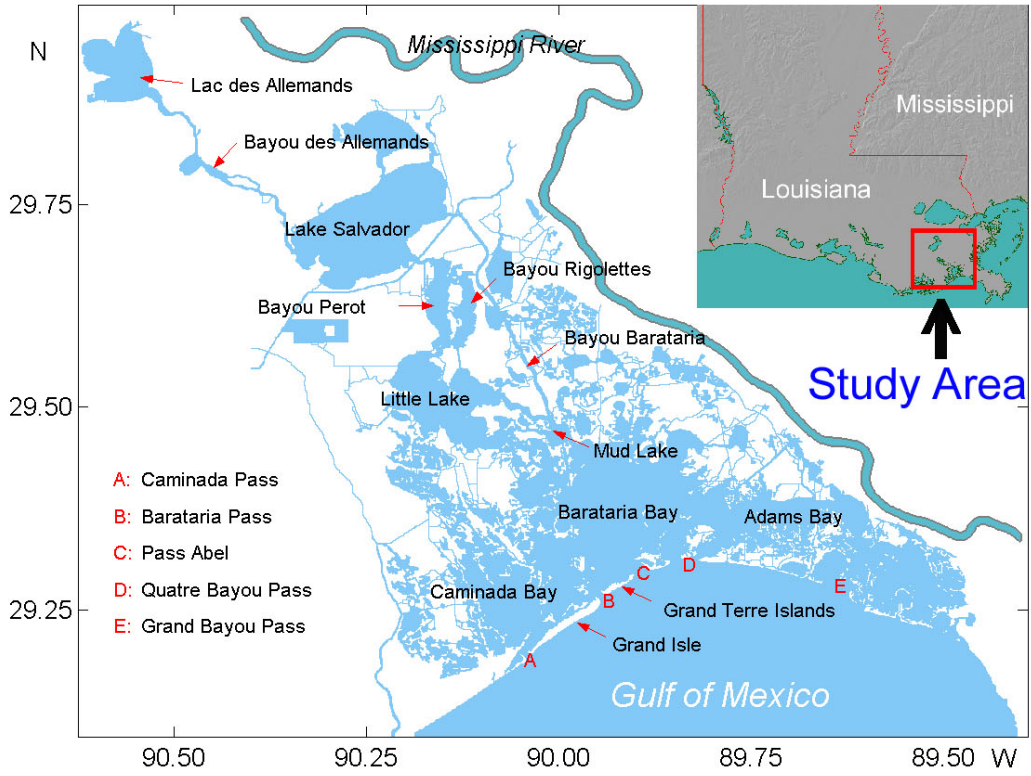 N
Mississippi River
Lac des Allemands
Mississippi
Bayou des Allemands
Louisiana
29.75
Lake Salvador
Bayou Rigolettes
Bayou Perot
Bayou Barataria
Study Area
29.50
Little Lake
Mud Lake
A: Caminada Pass
B: Barataria Pass
C: Pass Abel
D: Quatre Bayou Pass
E: Grand Bayou Pass
Barataria Bay
Adams Bay
D
C
E
Caminada Bay
B
29.25
Grand Terre Islands
Grand Isle
A
Gulf of Mexico
90.50 90.25 90.00 89.75 89.50 W